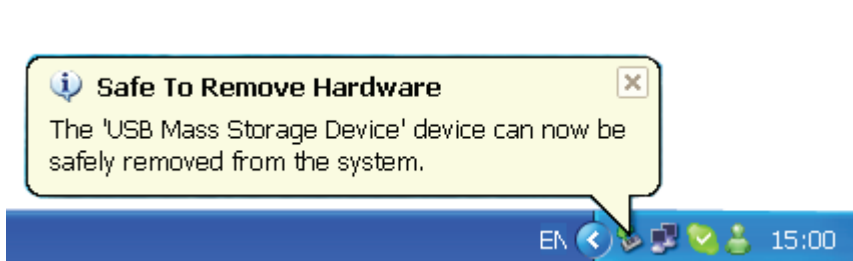 Safe To Remove Hardware
The 'USB Mass Storage Device' device can now be
safely removed from the system.
EN
15:00